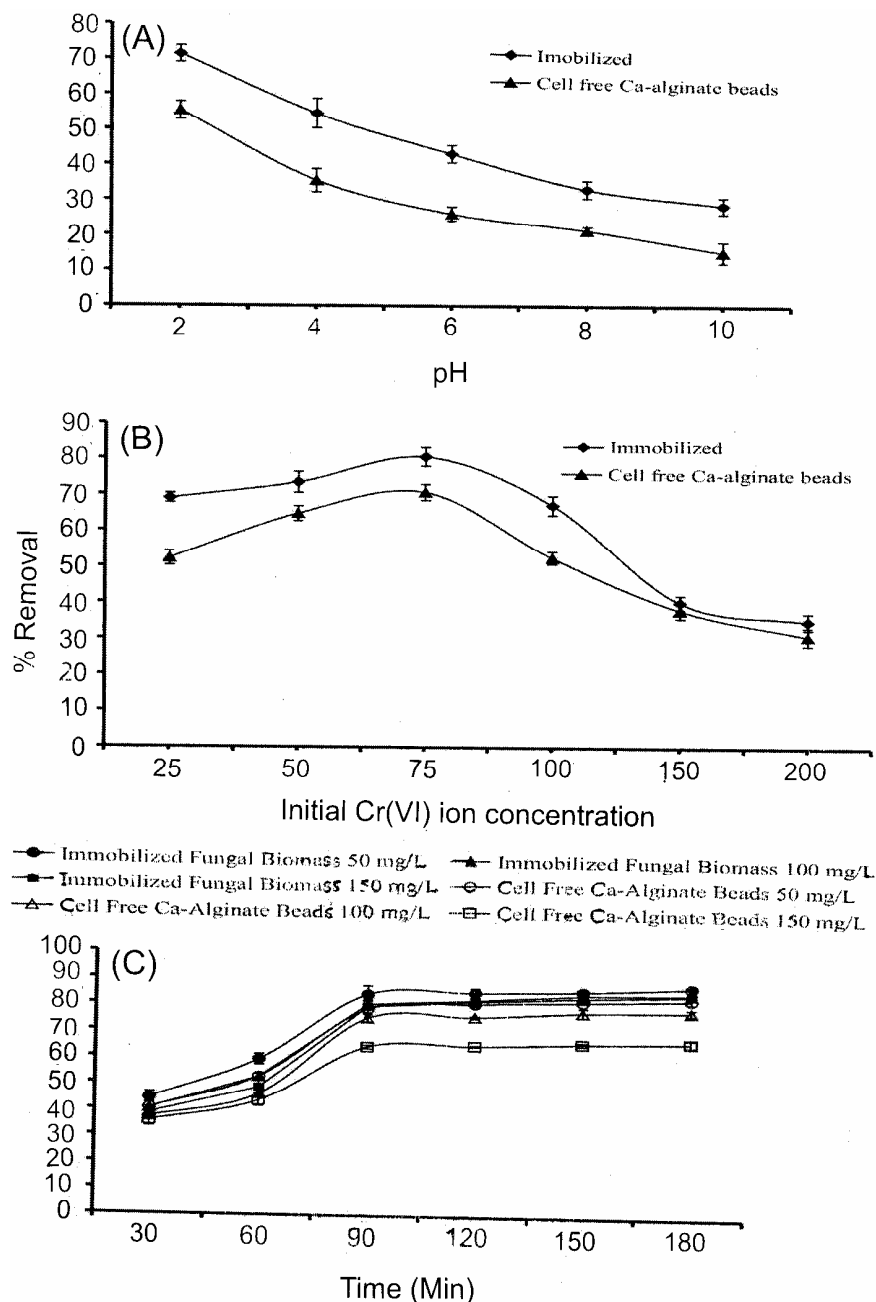 80
(A)
70
Imobilized
60
Cell free Ca-alginate beads
50
40
30
20
10
0
2 4 6 8 10
pH
90
(B)
80
Immobilized
70
Cell free Ca-alginate beads
60
50
40
30
20
10
0
% Removal
25 50 75 100 150 200
Initial Cr(VI) ion concentration
Immobilized Fungal Biomass 50 mg/L Immobilized Fungal Biomass 100 mg/L
Immobilized Fungal Biomass 150 mg/L Cell Free Ca-Alginate Beads 50 mg/L
Cell Free Ca-Alginate Beads 100 mg/L Cell Free Ca-Alginate Beads 150 mg/L
100
(C)
90
80
70
60
50
40
30
20
10
0
30 60 90 120 150 180
Time (Min)